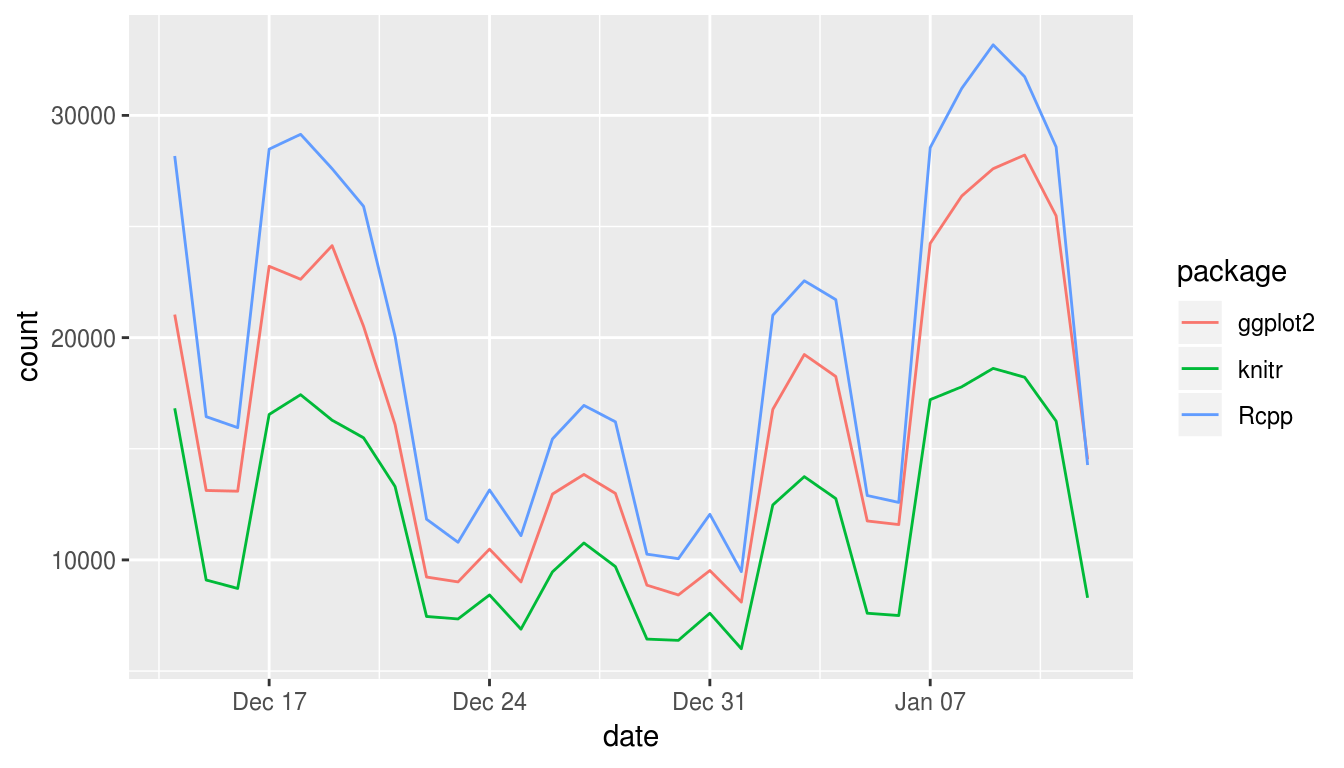 30000
20000
10000
count
Dec 17
Dec 24
Dec 31
Jan 07
date
package
ggplot2
knitr
Rcpp